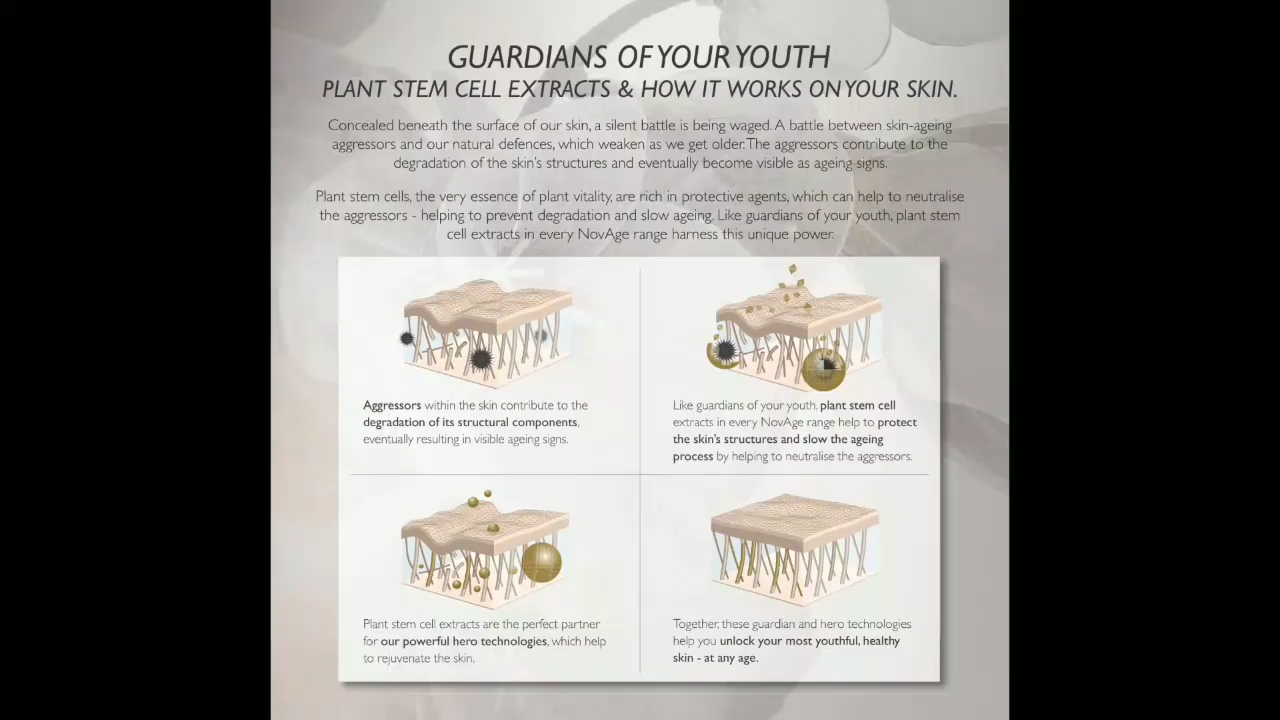 GUARDIANS OF YOUR YOUTH
PLANT STEM CELL EXTRACTS & HOW IT WORKS ON YOUR SKIN.
Concealed beneath the surface of our skin, a silent battle is being waged. A battle between skin-ageing
aggressors and our natural defences, which weaken as we get older. The aggressors contribute to the
degradation of the skin's structures and eventually become visible as ageing signs.
Plant stem cells, the very essence of plant vitality, are rich in protective agents, which can help to neutralise
the aggressors - helping to prevent degradation and slow ageing. Like guardians of your youth, plant stem
cell extracts in every NovAge range harness this unique power.
Aggressors within the skin contribute to the
degradation of its structural components,
eventually resulting in visible ageing signs.
Like guardians of your youth, plant stem cell
extracts in every NovAge range help to protect
the skin's structures and slow the ageing
process by helping to neutralise the aggressors.
Plant stem cell extracts are the perfect partner
for our powerful hero technologies, which help
to rejuvenate the skin.
Together, these guardian and hero technologies
help you unlock your most youthful, healthy
skin - at any age.